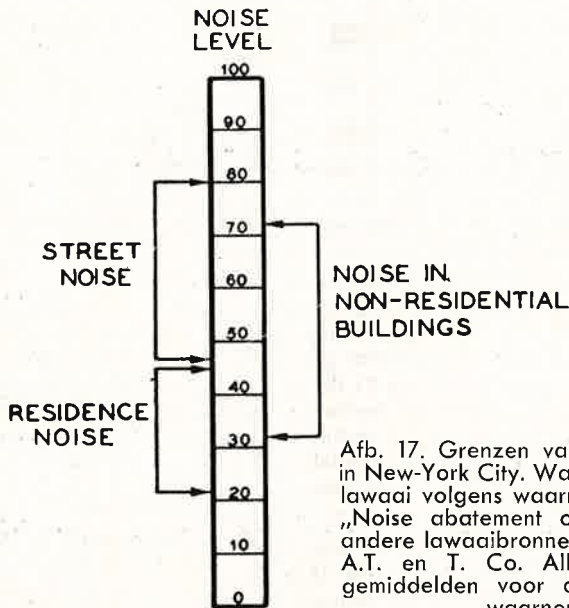 NOISE
LEVEL
100
90
80
70
60
50
40
30
20
10
0
STREET
NOISE
RESIDENCE
NOISE
NOISE IN
NON-RESIDENTIAL
BUILDINGS
Afb. 17. Grenzen va
in New-York City. Wa
lawaai volgens waarn
„Noise abatement c
andere lawaaibronne
A.T. en T. Co. All
gemiddelden voor d
waarne